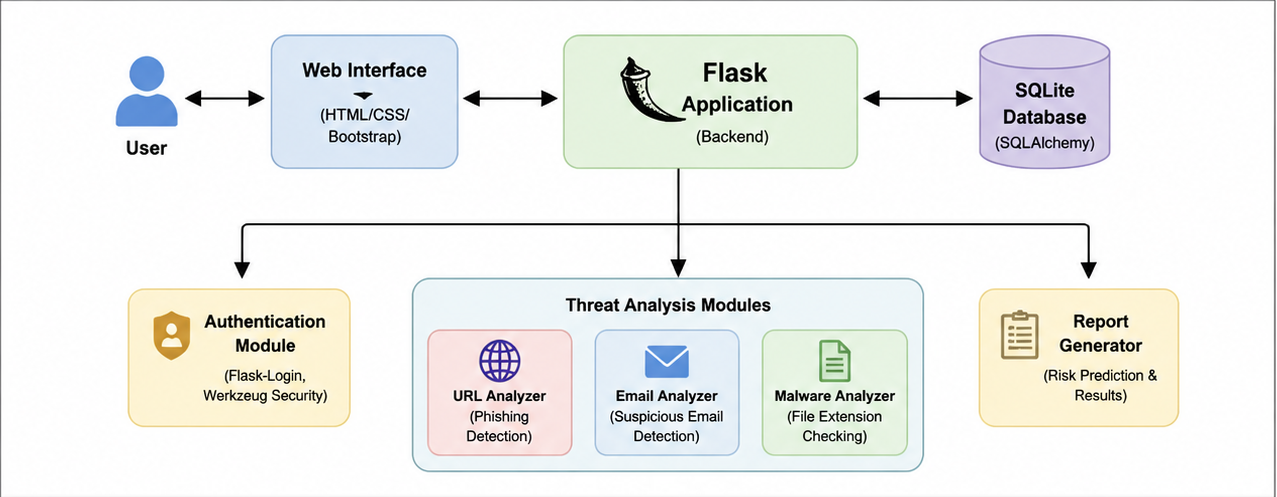 User
Web Interface
(HTML/CSS/
Bootstrap)
Flask
Application
(Backend)
SQLite
Database
(SQLAlchemy)
Authentication
Module
(Flask-Login,
Werkzeug Security)
Threat Analysis Modules
URL Analyzer
(Phishing
Detection)
Email Analyzer
(Suspicious Email
Detection)
Malware Analyzer
(File Extension
Checking)
Report
Generator
(Risk Prediction &
Results)